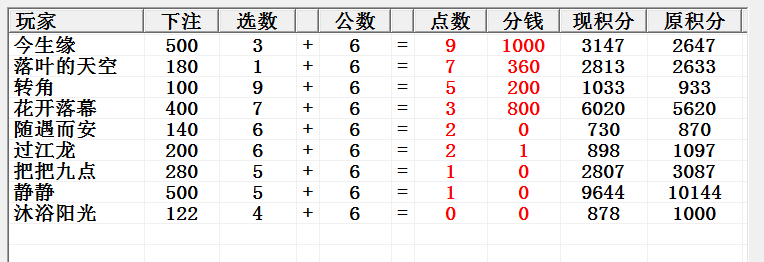 玩家 下注 选数 公数 点数 分钱 现积分 原积分
今生缘 500 3 + 6 = 9 1000 3147 2647
落叶的天空 180 1 + 6 = 7 360 2813 2633
转角 100 9 + 6 = 5 200 1033 933
花开落幕 400 7 + 6 = 3 800 6020 5620
随遇而安 140 6 + 6 = 2 0 730 870
过江龙 200 6 + 6 = 2 1 898 1097
把把九点 280 5 + 6 = 1 0 2807 3087
静静 500 5 + 6 = 1 0 9644 10144
沐浴阳光 122 4 + 6 = 0 0 878 1000